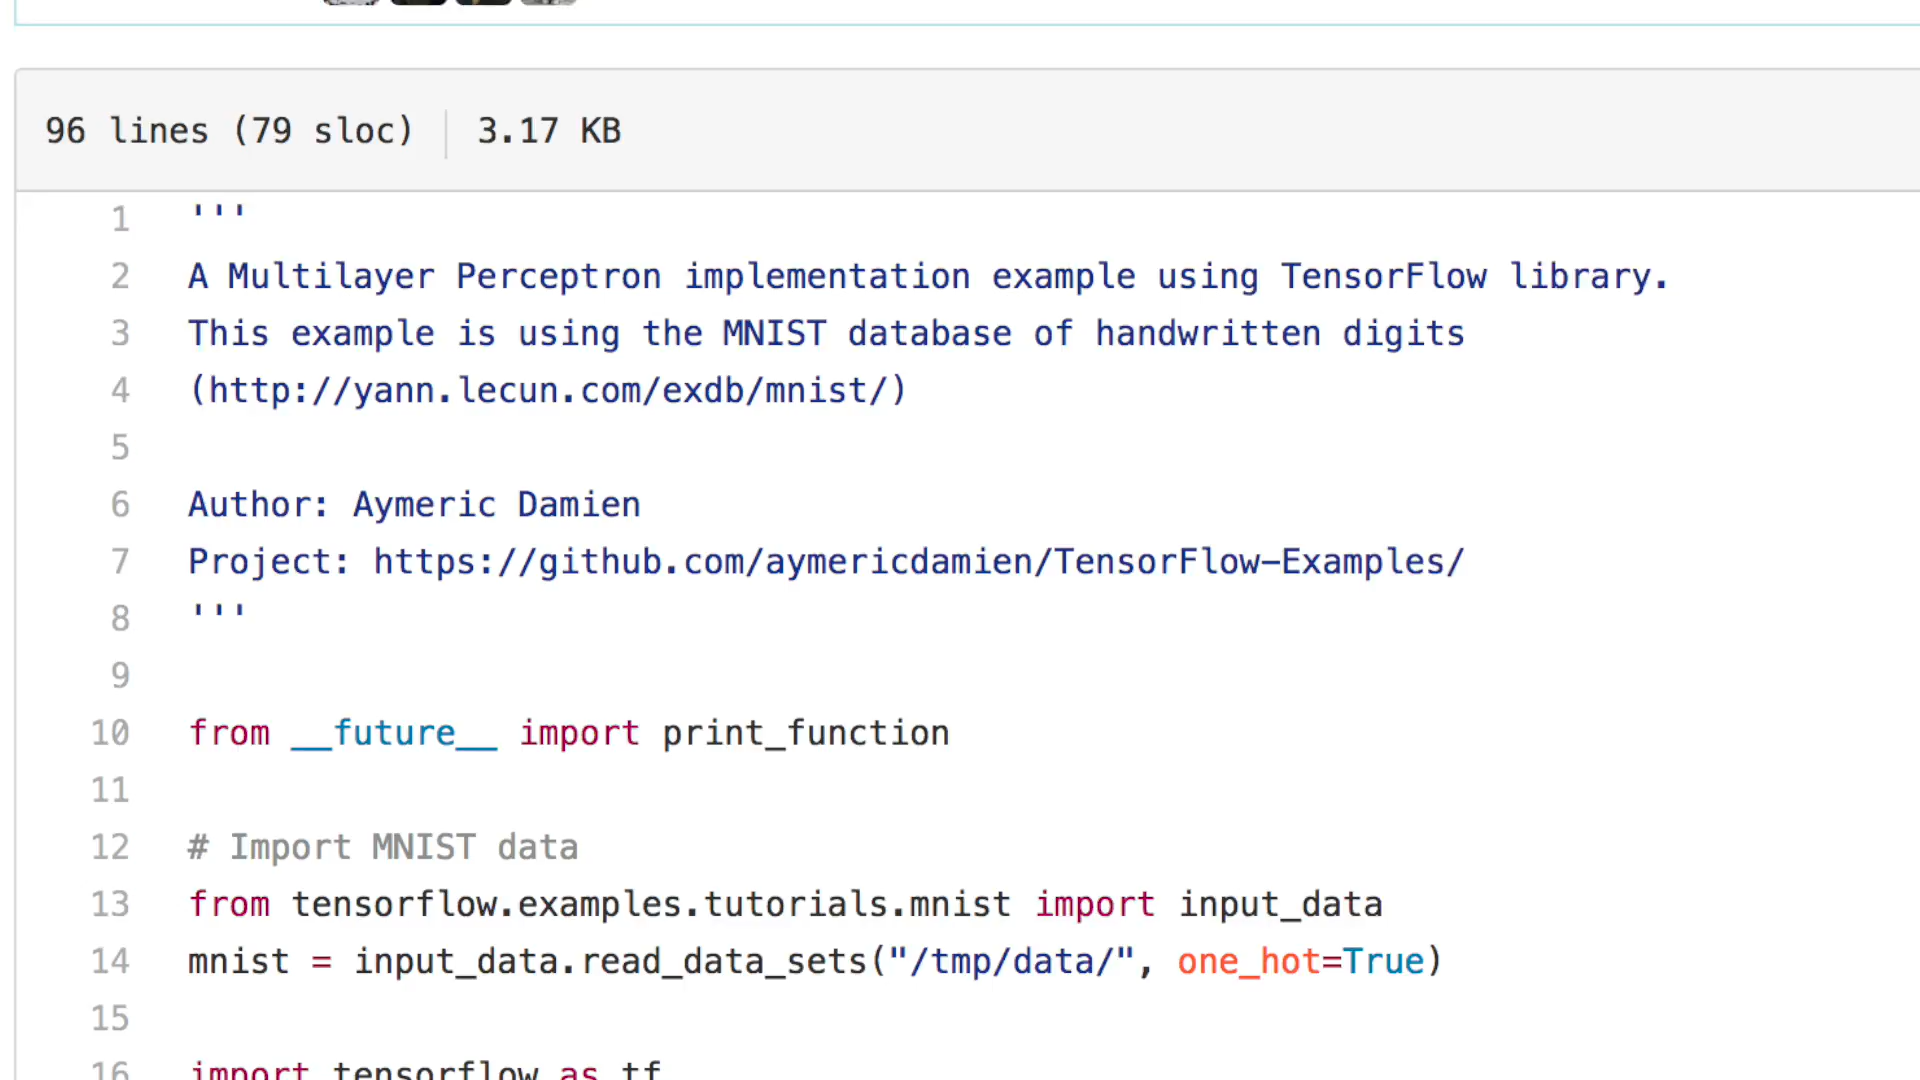 96 lines (79 sloc) 3.17 KB
1 '''
2 A Multilayer Perceptron implementation example using TensorFlow library.
3 This example is using the MNIST database of handwritten digits
4 (http://yann.lecun.com/exdb/mnist/)
5
6 Author: Aymeric Damien
7 Project: https://github.com/aymericdamien/TensorFlow-Examples/
8 '''
9
10 from __future__ import print_function
11
12 # Import MNIST data
13 from tensorflow.examples.tutorials.mnist import input_data
14 mnist = input_data.read_data_sets("/tmp/data/", one_hot=True)
15
16 import tensorflow as tf